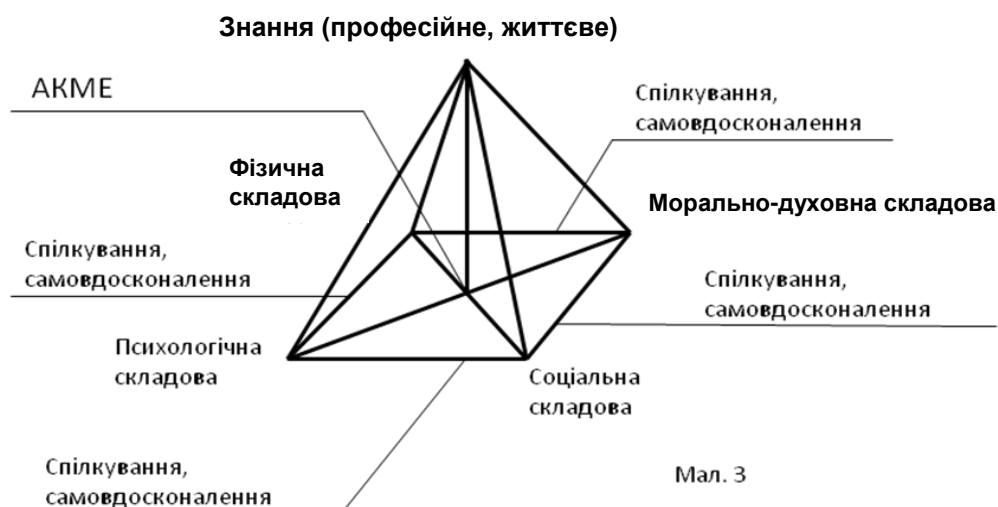 Знання (професійне, життєве)
АКМЕ
Спілкування,
самовдосконалення
Фізична
складова
Морально-духовна складова
Спілкування,
самовдосконалення
Спілкування,
самовдосконалення
Психологічна
складова
Соціальна
складова
Спілкування,
самовдосконалення
Мал. 3